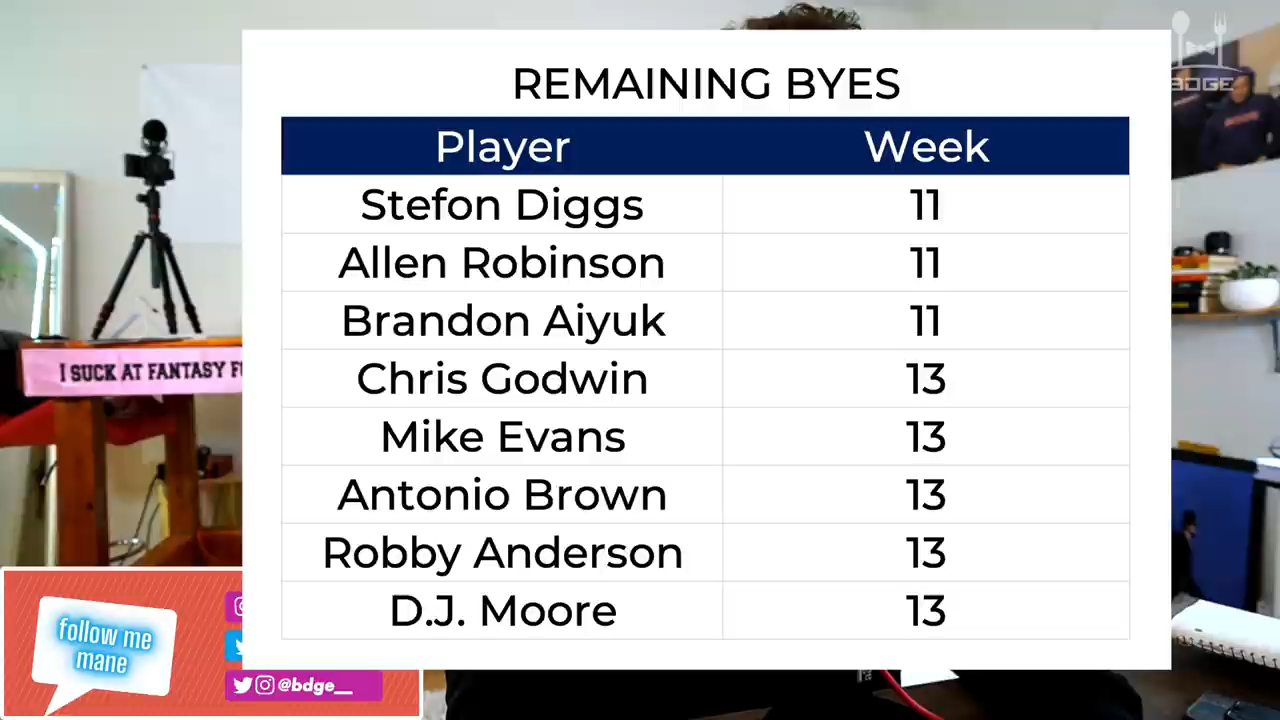 BDGE
REMAINING BYES
Player Week
Stefon Diggs 11
Allen Robinson 11
Brandon Aiyuk 11
Chris Godwin 13
Mike Evans 13
Antonio Brown 13
Robby Anderson 13
D.J. Moore 13
I SUCK AT FANTASY
follow me
mane
@bdge__